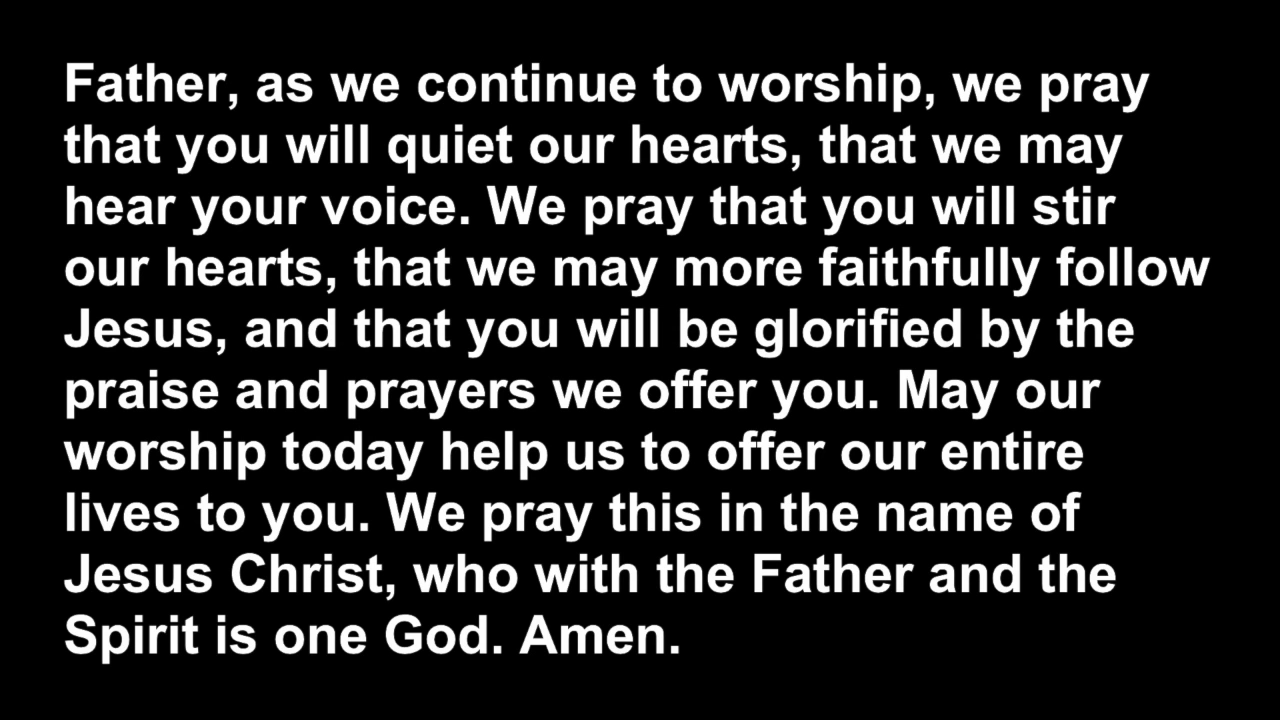 Father, as we continue to worship, we pray
that you will quiet our hearts, that we may
hear your voice. We pray that you will stir
our hearts, that we may more faithfully follow
Jesus, and that you will be glorified by the
praise and prayers we offer you. May our
worship today help us to offer our entire
lives to you. We pray this in the name of
Jesus Christ, who with the Father and the
Spirit is one God. Amen.